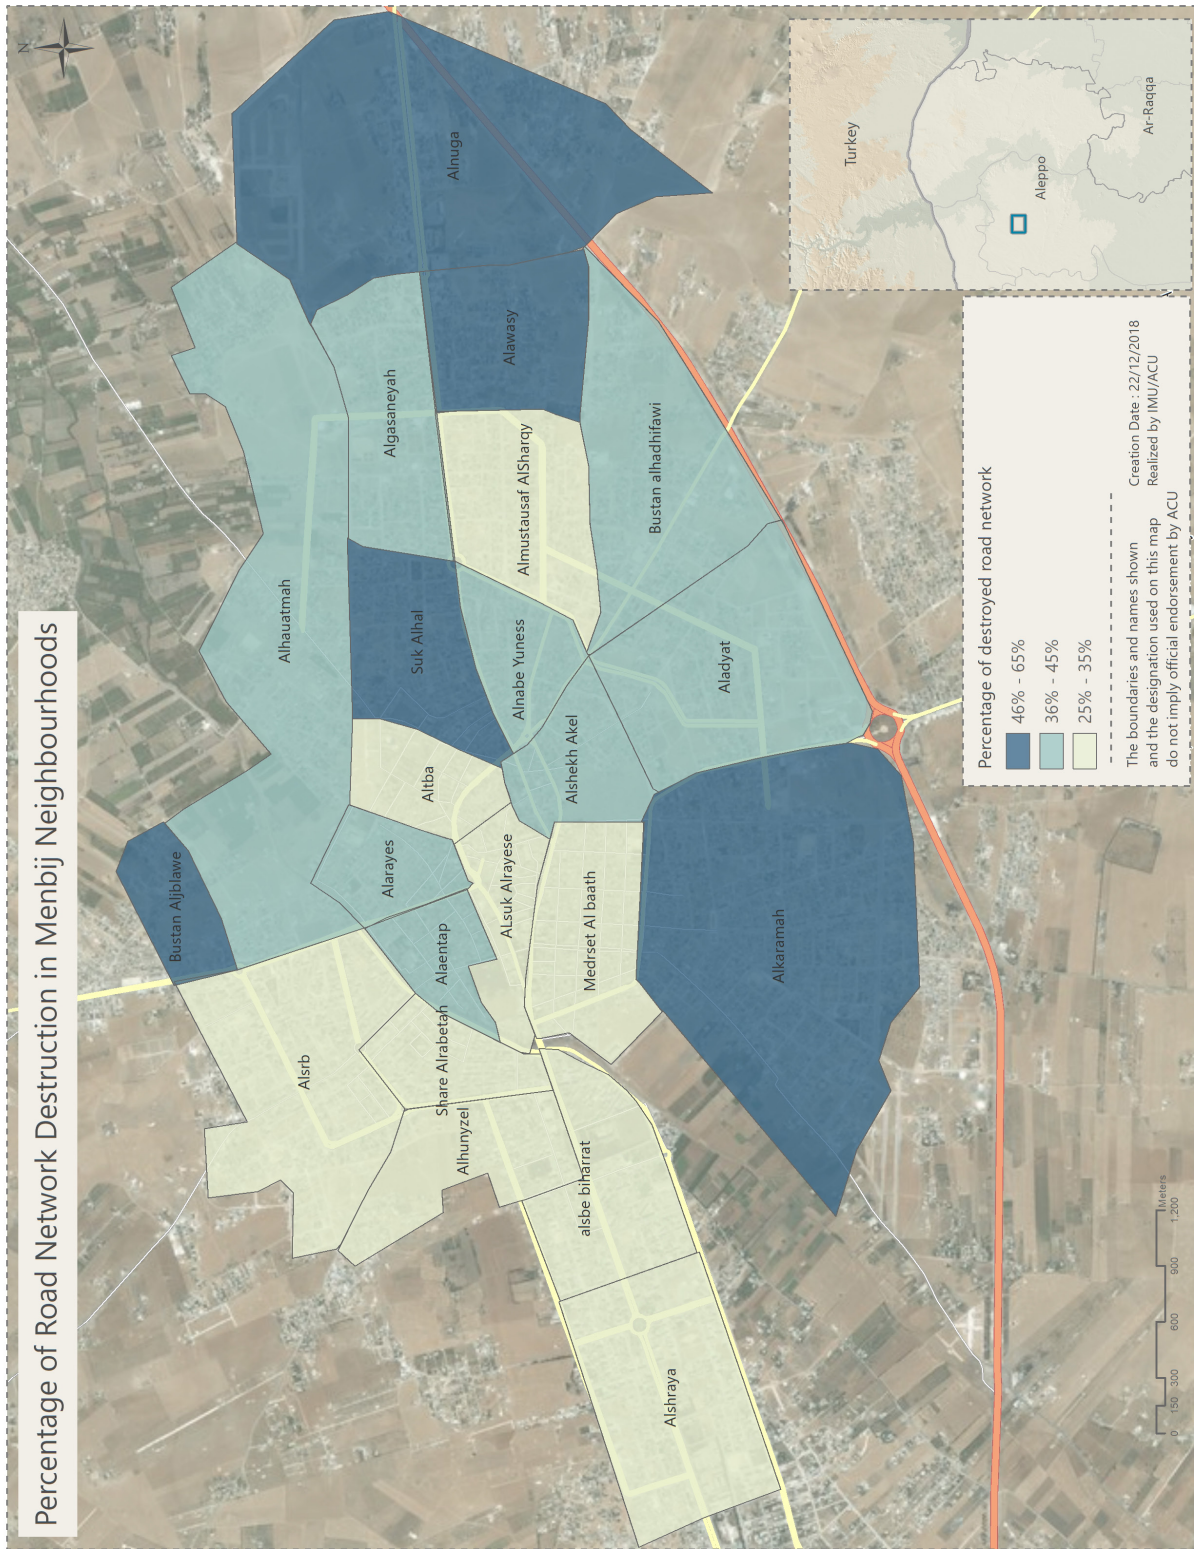 Percentage of Road Network Destruction in Menbij Neighbourhoods
N
Bustan Aljblawe
Alhauatmah
Alsrb
Alarayes
Altba
Suk Alhal
Algasaneyah
Alnuga
Alaentap
Share Alrabetah
Alhunyzel
ALsuk Alrayese
Alnabe Yuness
Almustausaf AlSharqy
Alawasy
Alshekh Akel
Medrset Al baath
alsbe biharrat
Bustan alhadhifawi
Aladyat
Alshraya
Alkaramah
Turkey
Aleppo
Ar-Raqqa
Percentage of destroyed road network
46% - 65%
36% - 45%
25% - 35%
The boundaries and names shown
and the designation used on this map
do not imply official endorsement by ACU
Creation Date : 22/12/2018
Realized by IMU/ACU
0 150 300 600 900 1,200
Meters